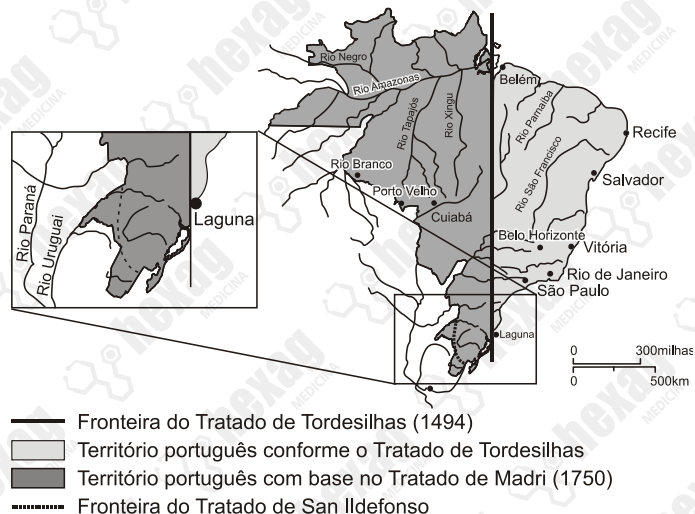 Rio Negro
Rio Amazonas
Belém
Rio Parnaíba
Rio Tapajós
Rio Xingu
Recife
Rio São Francisco
Salvador
Rio Branco
Porto Velho
Cuiabá
Belo Horizonte
Vitória
Rio de Janeiro
São Paulo
Laguna
Rio Paraná
Rio Uruguai
Laguna
0 300milhas
0 500km
Fronteira do Tratado de Tordesilhas (1494)
Território português conforme o Tratado de Tordesilhas
Território português com base no Tratado de Madri (1750)
Fronteira do Tratado de San Ildefonso
hexag
MEDICINA